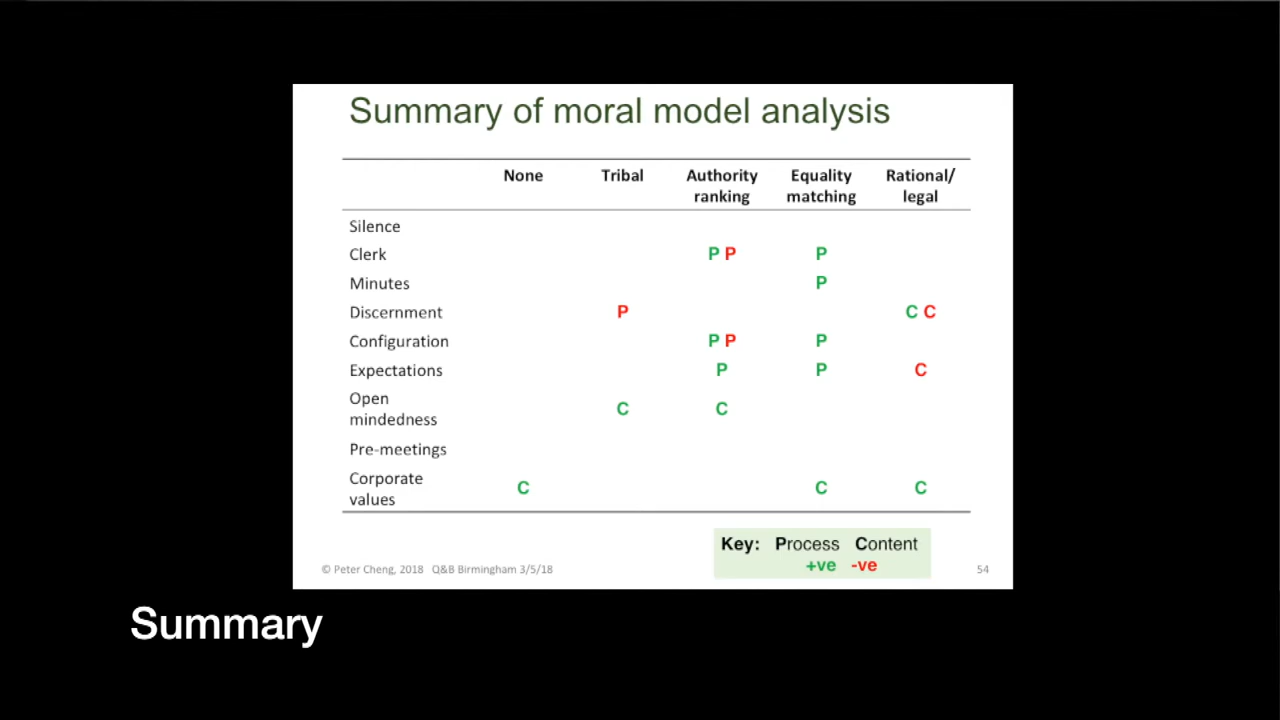 Summary of moral model analysis
None Tribal Authority ranking Equality matching Rational/ legal
Silence
Clerk P P P
Minutes P
Discernment P C C
Configuration P P P
Expectations P P C
Open mindedness C C
Pre-meetings
Corporate values C C C
Key: Process Content
+ve -ve
© Peter Cheng, 2018 Q&B Birmingham 3/5/18 54
Summary